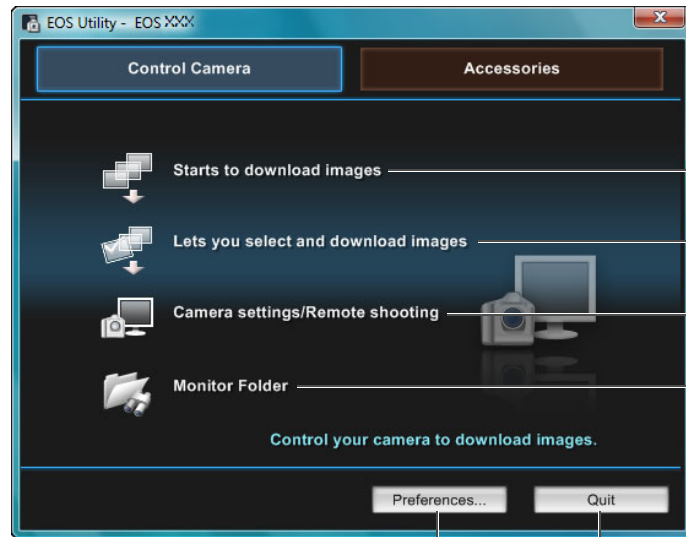 EOS Utility - EOS XXX
Control Camera
Accessories
Starts to download images
Lets you select and download images
Camera settings/Remote shooting
Monitor Folder
Control your camera to download images.
Preferences...
Quit